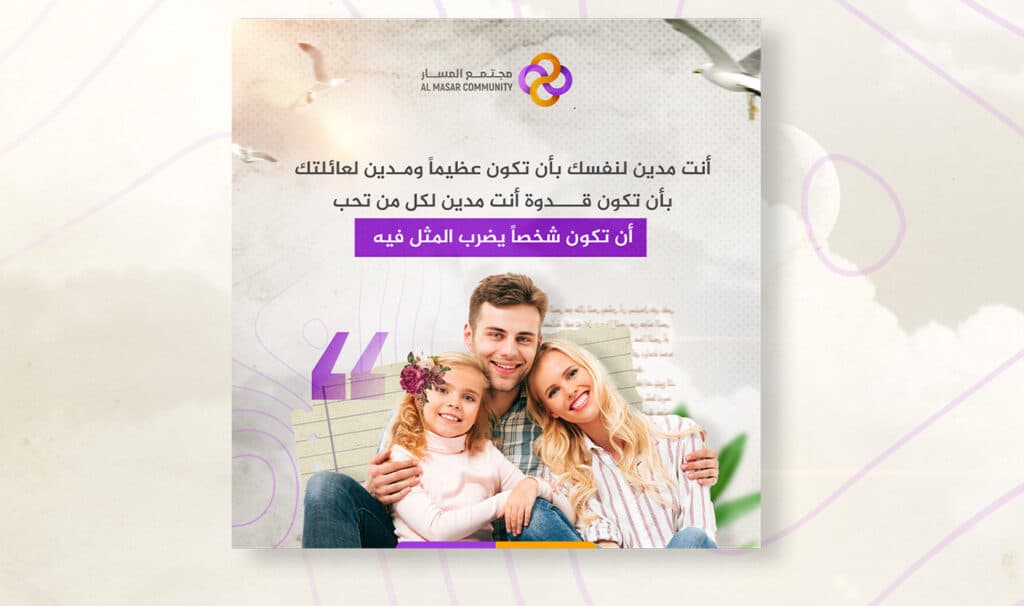 مجتمع المسار
AL MASAR COMMUNITY
أنت مدين لنفسك بأن تكون عظيماً ومدين لعائلتك
بأن تكون قدوة أنت مدين لكل من تحب
أن تكون شخصاً يضرب المثل فيه